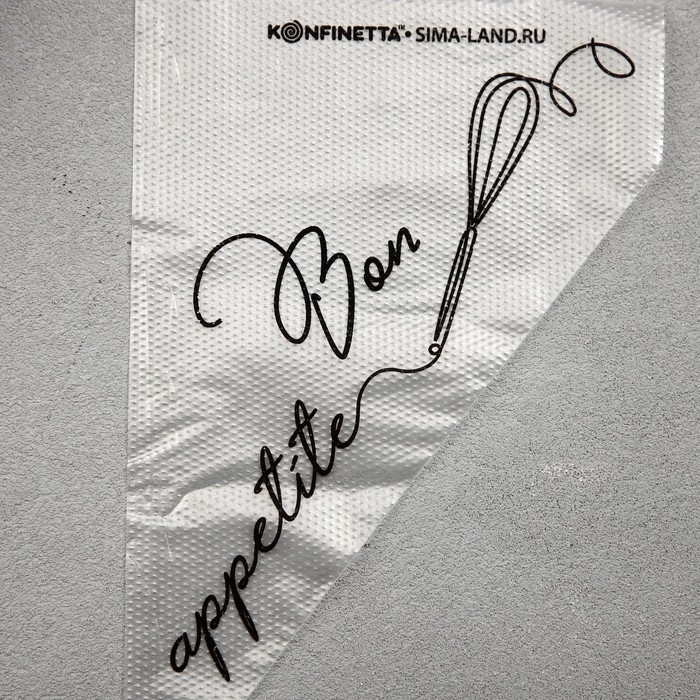 KONFINETTA™• SIMA-LAND.RU
Bon
appetite